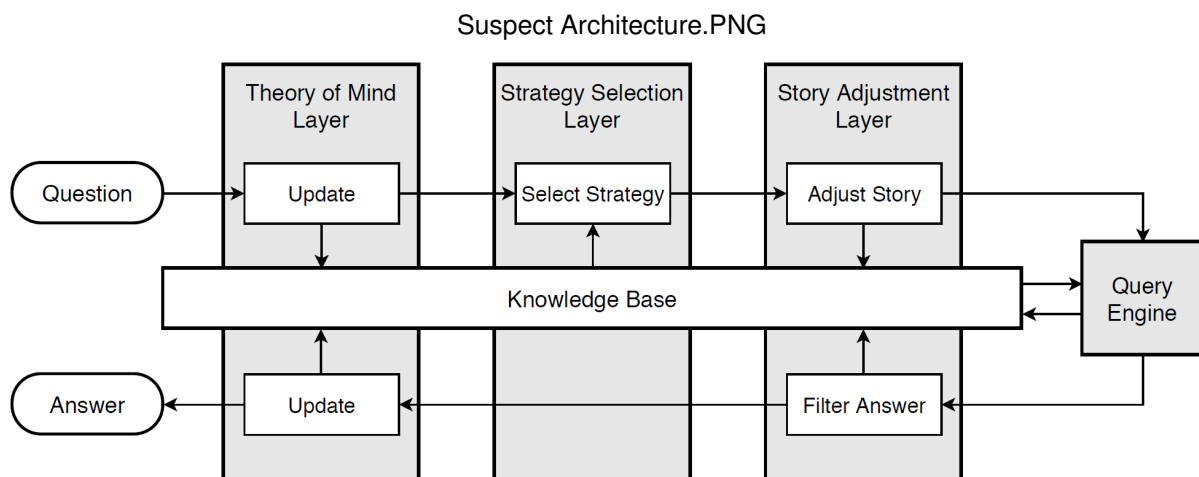 Suspect Architecture.PNG
Theory of Mind
Layer
Strategy Selection
Layer
Story Adjustment
Layer
Question
Update
Select Strategy
Adjust Story
Knowledge Base
Query
Engine
Answer
Update
Filter Answer